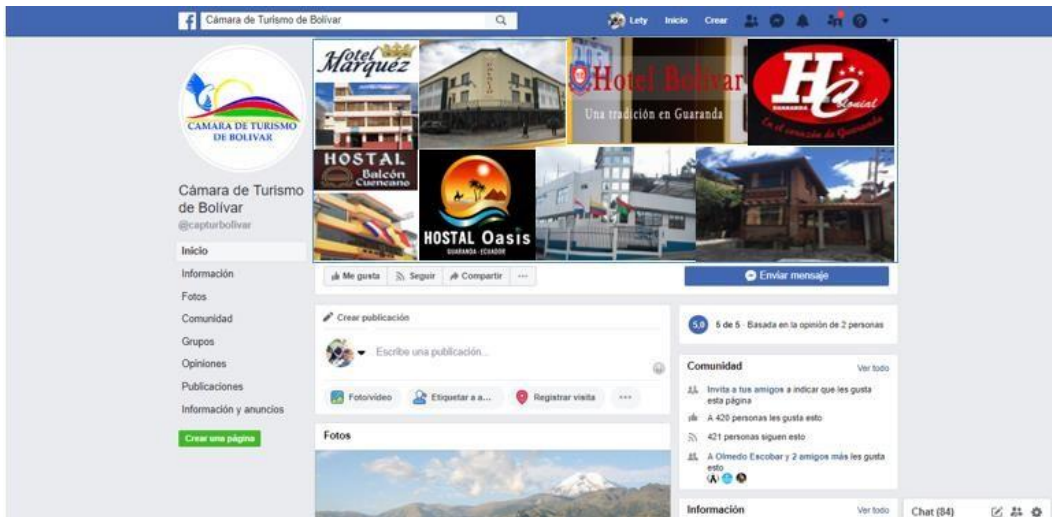 Cámara de Turismo de Bolívar
Lety
Inicio
Crear
CAMARA DE TURISMO
DE BOLIVAR
Cámara de Turismo
de Bolívar
@capturbolivar
Inicio
Información
Fotos
Comunidad
Grupos
Opiniones
Publicaciones
Información y anuncios
Crear una página
Hotel
Márquez
Hotel Bolívar
Una tradición en Guaranda
HC
Colonial
GUARANDA
En el corazón de Guaranda
HOSTAL
Balcón
Cuencano
HOSTAL Oasis
GUARANDA - ECUADOR
Me gusta
Seguir
Compartir
Enviar mensaje
Crear publicación
Escribe una publicación...
Foto/video
Etiquetar a a...
Registrar visita
Fotos
5,0
5 de 5 · Basada en la opinión de 2 personas
Comunidad
Ver todo
Invita a tus amigos a indicar que les gusta
esta página
A 420 personas les gusta esto
421 personas siguen esto
A Olmedo Escobar y 2 amigos más les gusta
esto
Información
Ver todo
Chat (84)